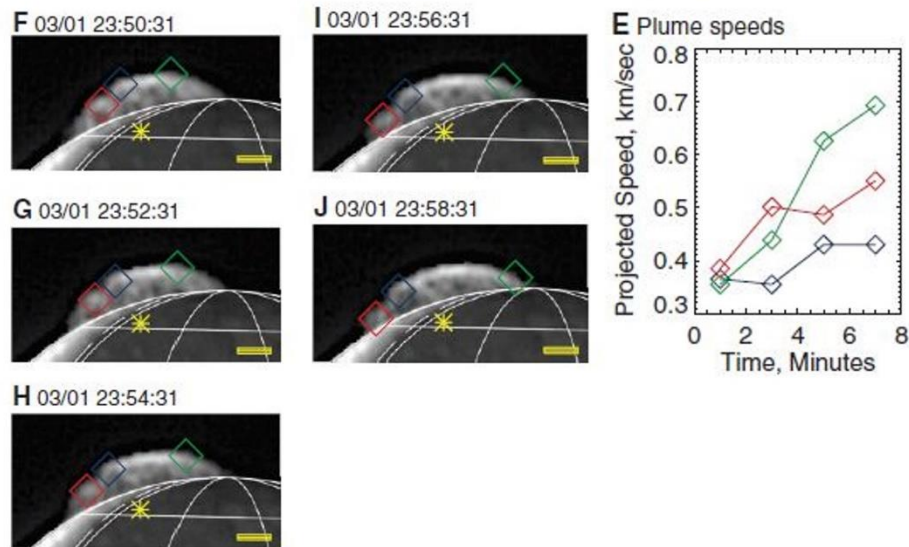 F 03/01 23:50:31
G 03/01 23:52:31
H 03/01 23:54:31
I 03/01 23:56:31
J 03/01 23:58:31
E Plume speeds
Projected Speed, km/sec
0.8
0.7
0.6
0.5
0.4
0.3
0 2 4 6 8
Time, Minutes